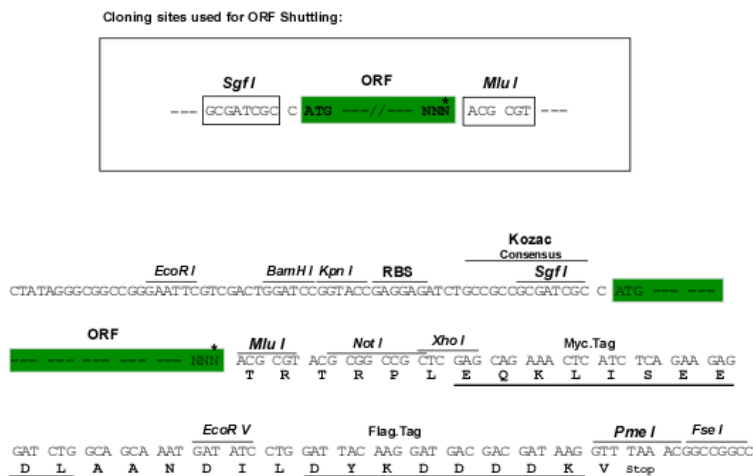 Cloning sites used for ORF Shuttling:
Sgf I ORF Mlu I
--- GCGATCGC C ATG ---//--- NNN* ACG CGT ---
Kozac
Consensus
EcoR I BamH I Kpn I RBS Sgf I
CTATAGGGCGGCCGGGAATTCGTCGACTGGATCCGGTACCGAGGAGATCTGCCGCCGCGATCGC C ATG --- ---
ORF Mlu I Not I Xho I Myc.Tag
--- --- --- --- --- --- NNN* ACG CGT ACG CGG CCG CTC GAG CAG AAA CTC ATC TCA GAA GAG
T R T R P L E Q K L I S E E
EcoR V Flag.Tag Pme I Fse I
GAT CTG GCA GCA AAT GAT ATC CTG GAT TAC AAG GAT GAC GAC GAT AAG GTT TAA ACGGCCGGCC
D L A A N D I L D Y K D D D D K V Stop